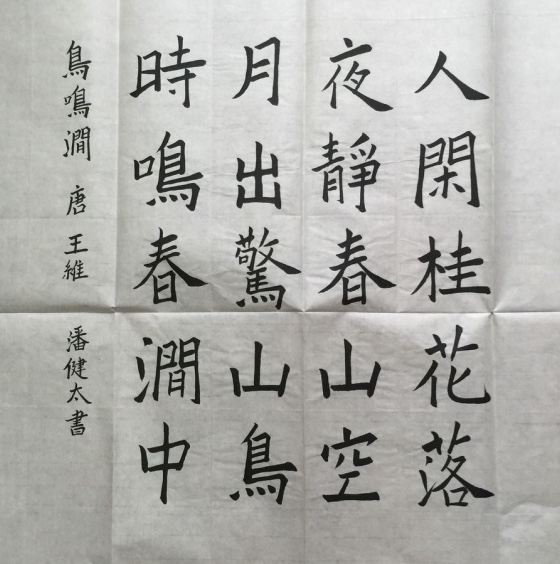 人閑桂花落
夜靜春山空
月出驚山鳥
時鳴春澗中
鳥鳴澗 唐 王維 潘健太書